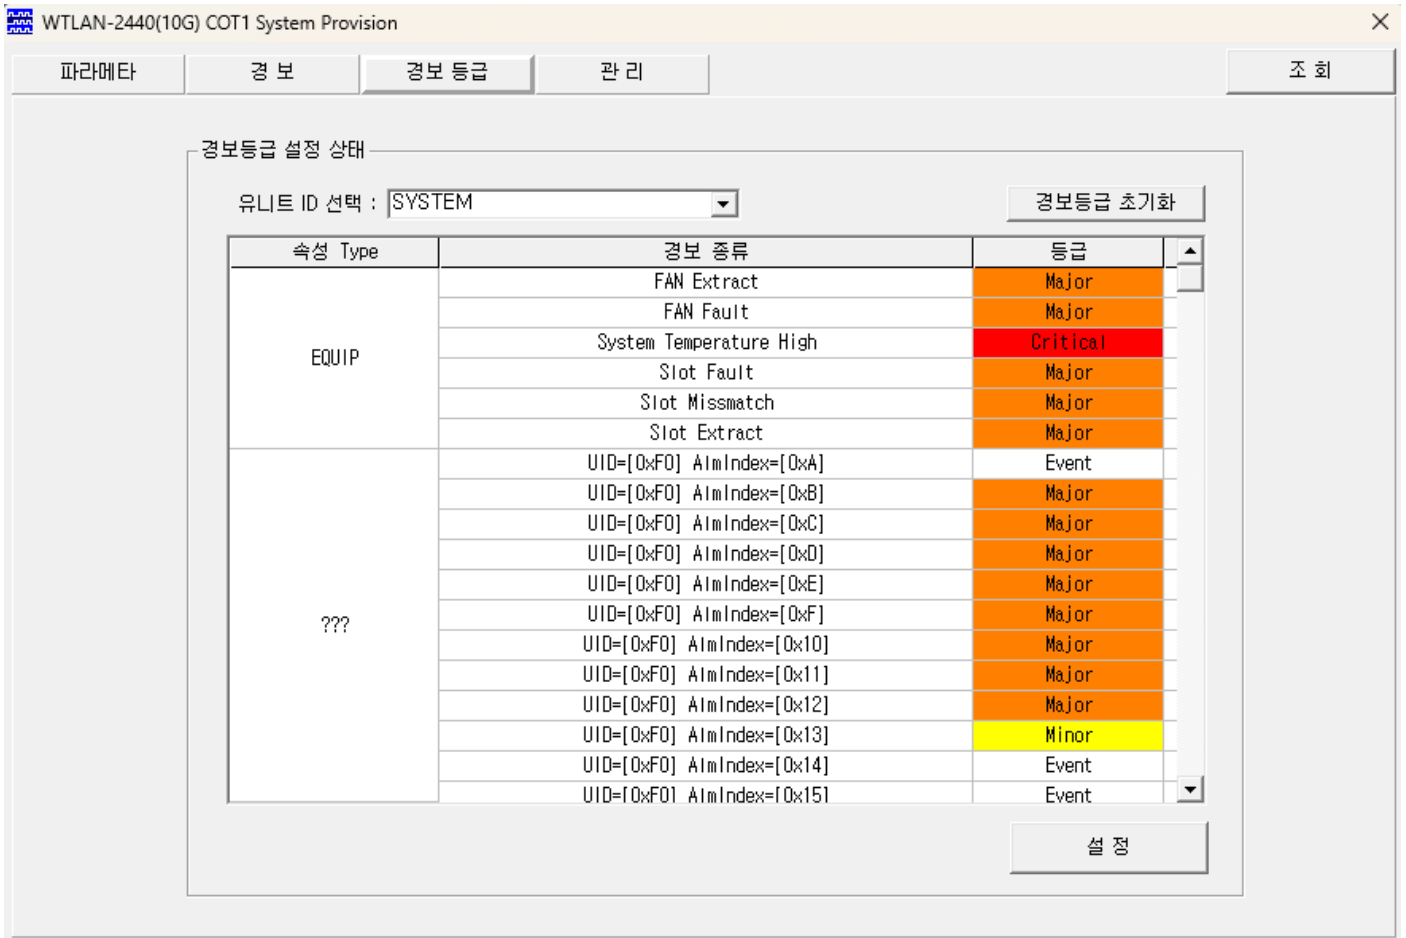 WTLAN-2440(10G) COT1 System Provision
파라메타 경 보 경보 등급 관 리 조 회
경보등급 설정 상태
유니트 ID 선택 : SYSTEM 경보등급 초기화
속성 Type 경보 종류 등급
FAN Extract Major
FAN Fault Major
System Temperature High Critical
EQUIP
Slot Fault Major
Slot Missmatch Major
Slot Extract Major
UID=[0xF0] AlmIndex=[0xA] Event
UID=[0xF0] AlmIndex=[0xB] Major
UID=[0xF0] AlmIndex=[0xC] Major
UID=[0xF0] AlmIndex=[0xD] Major
UID=[0xF0] AlmIndex=[0xE] Major
UID=[0xF0] AlmIndex=[0xF] Major
???
UID=[0xF0] AlmIndex=[0x10] Major
UID=[0xF0] AlmIndex=[0x11] Major
UID=[0xF0] AlmIndex=[0x12] Major
UID=[0xF0] AlmIndex=[0x13] Minor
UID=[0xF0] AlmIndex=[0x14] Event
UID=[0xF0] AlmIndex=[0x15] Event
설 정